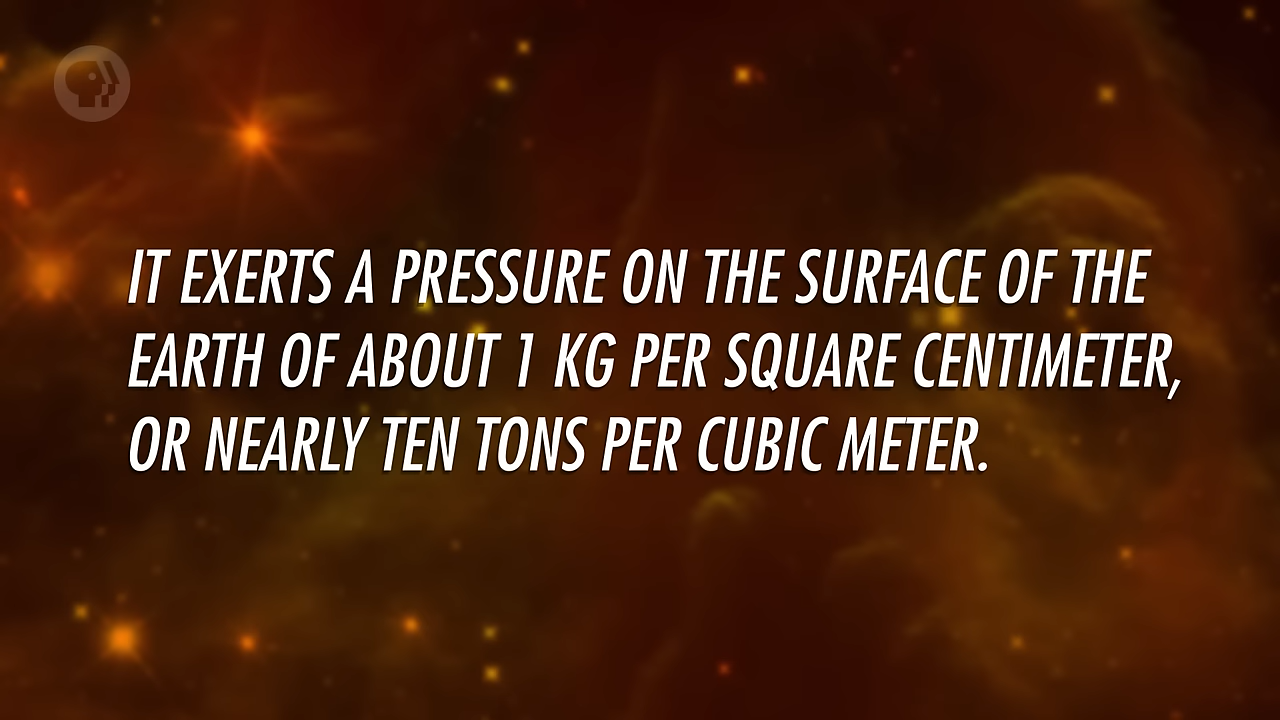 IT EXERTS A PRESSURE ON THE SURFACE OF THE
EARTH OF ABOUT 1 KG PER SQUARE CENTIMETER,
OR NEARLY TEN TONS PER CUBIC METER.